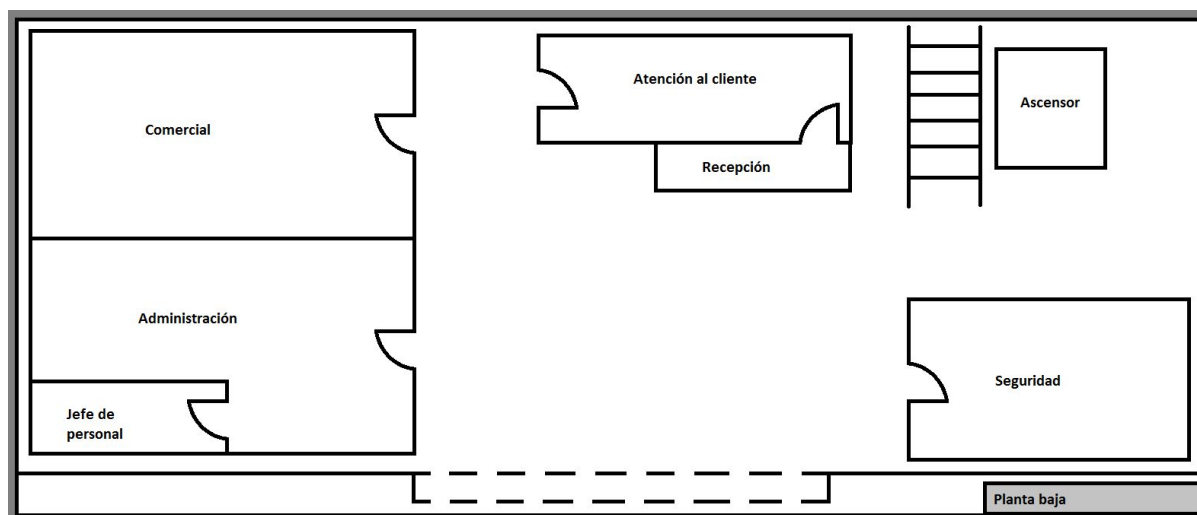 Comercial
Atención al cliente
Ascensor
Recepción
Administración
Seguridad
Jefe de
personal
Planta baja